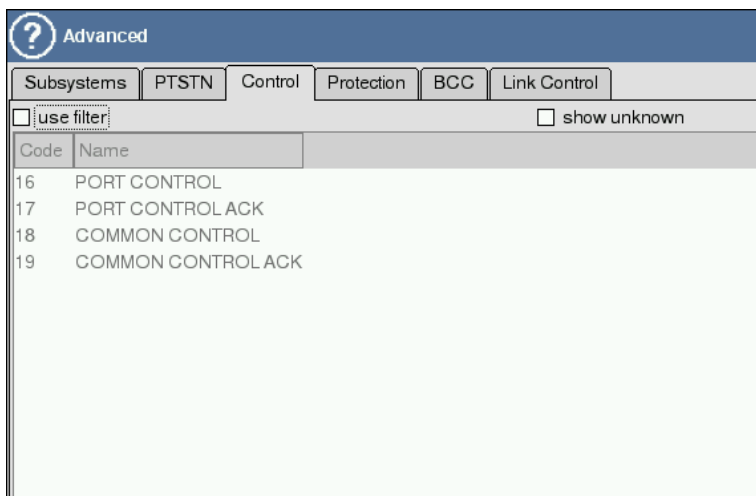 ? Advanced
Subsystems PTSTN Control Protection BCC Link Control
use filter show unknown
Code Name
16 PORT CONTROL
17 PORT CONTROL ACK
18 COMMON CONTROL
19 COMMON CONTROL ACK